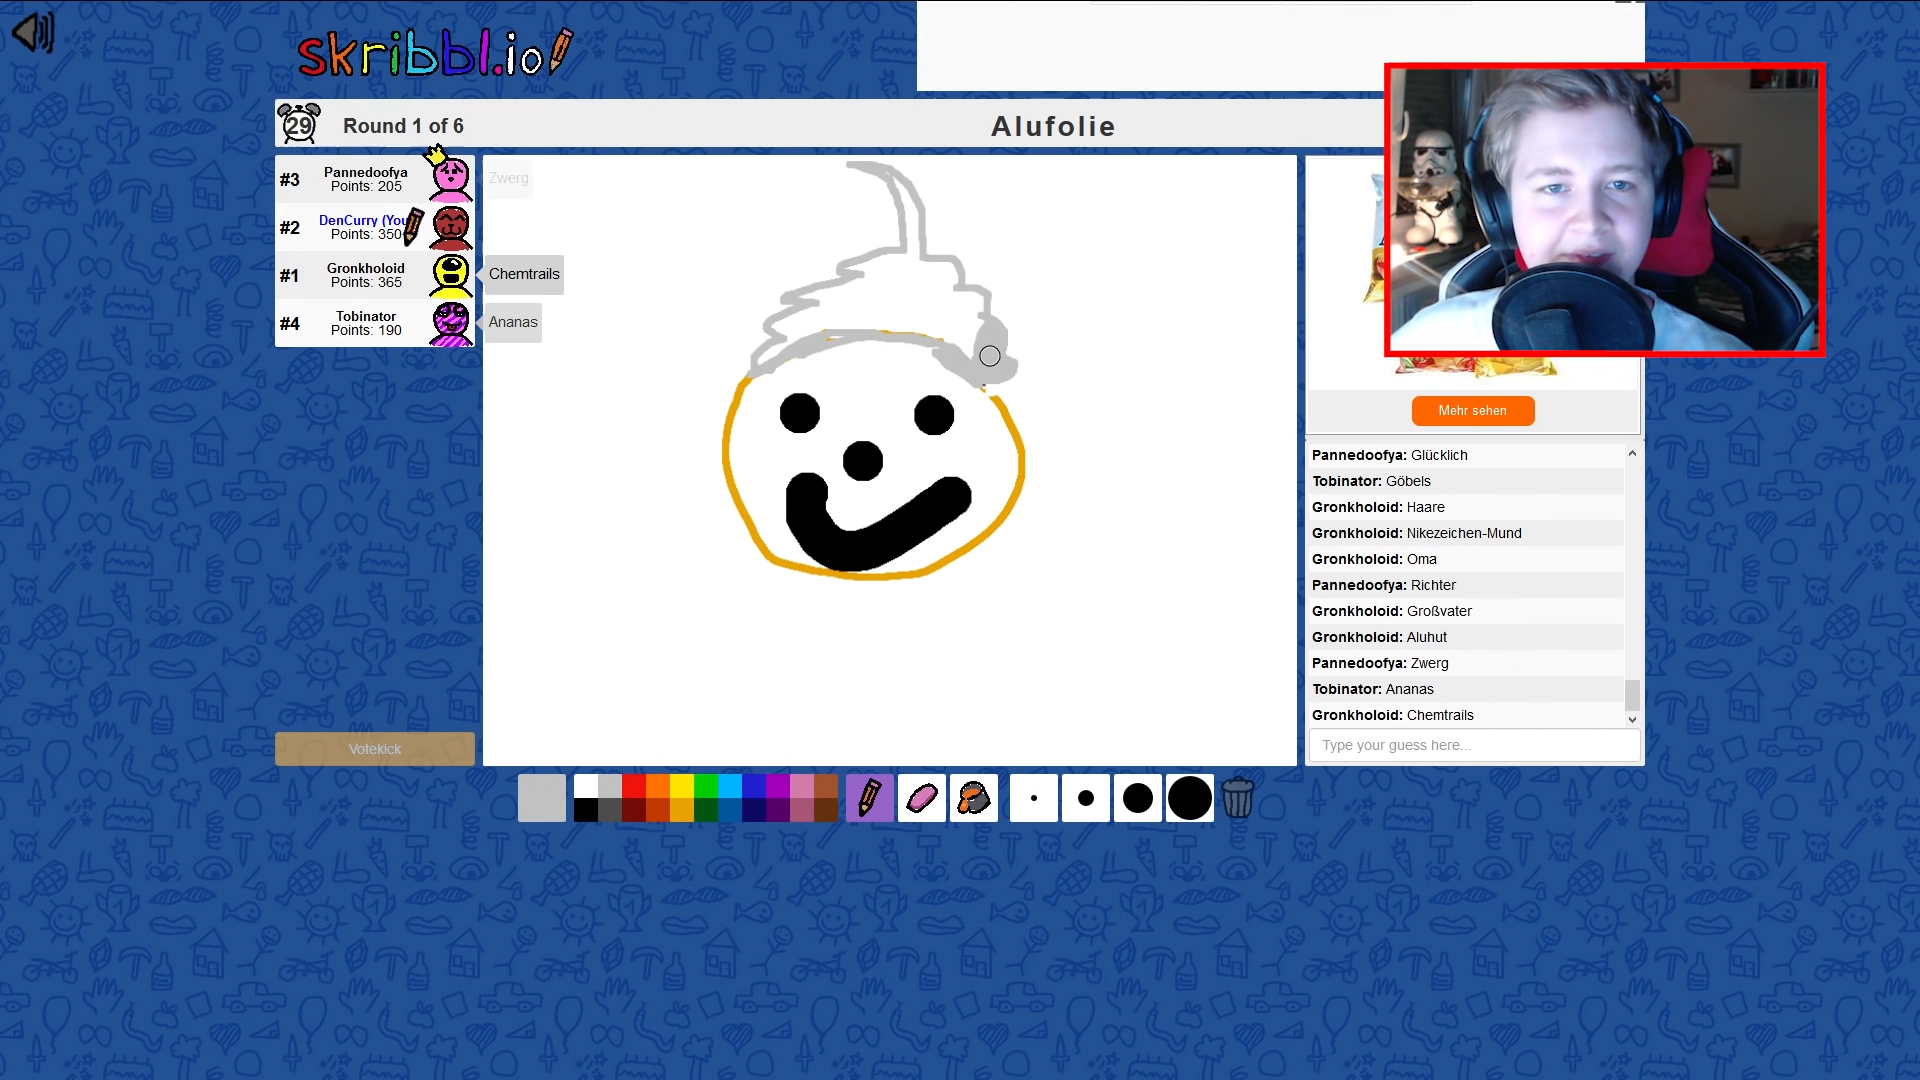 skribbl.io
29
Round 1 of 6
Alufolie
#3
Pannedoofya
Points: 205
Zwerg
#2
DenCurry (You
Points: 350
#1
Gronkholoid
Points: 365
Chemtrails
#4
Tobinator
Points: 190
Ananas
Mehr sehen
Pannedoofya: Glücklich
Tobinator: Göbels
Gronkholoid: Haare
Gronkholoid: Nikezeichen-Mund
Gronkholoid: Oma
Pannedoofya: Richter
Gronkholoid: Großvater
Gronkholoid: Aluhut
Pannedoofya: Zwerg
Tobinator: Ananas
Gronkholoid: Chemtrails
Type your guess here...
Votekick